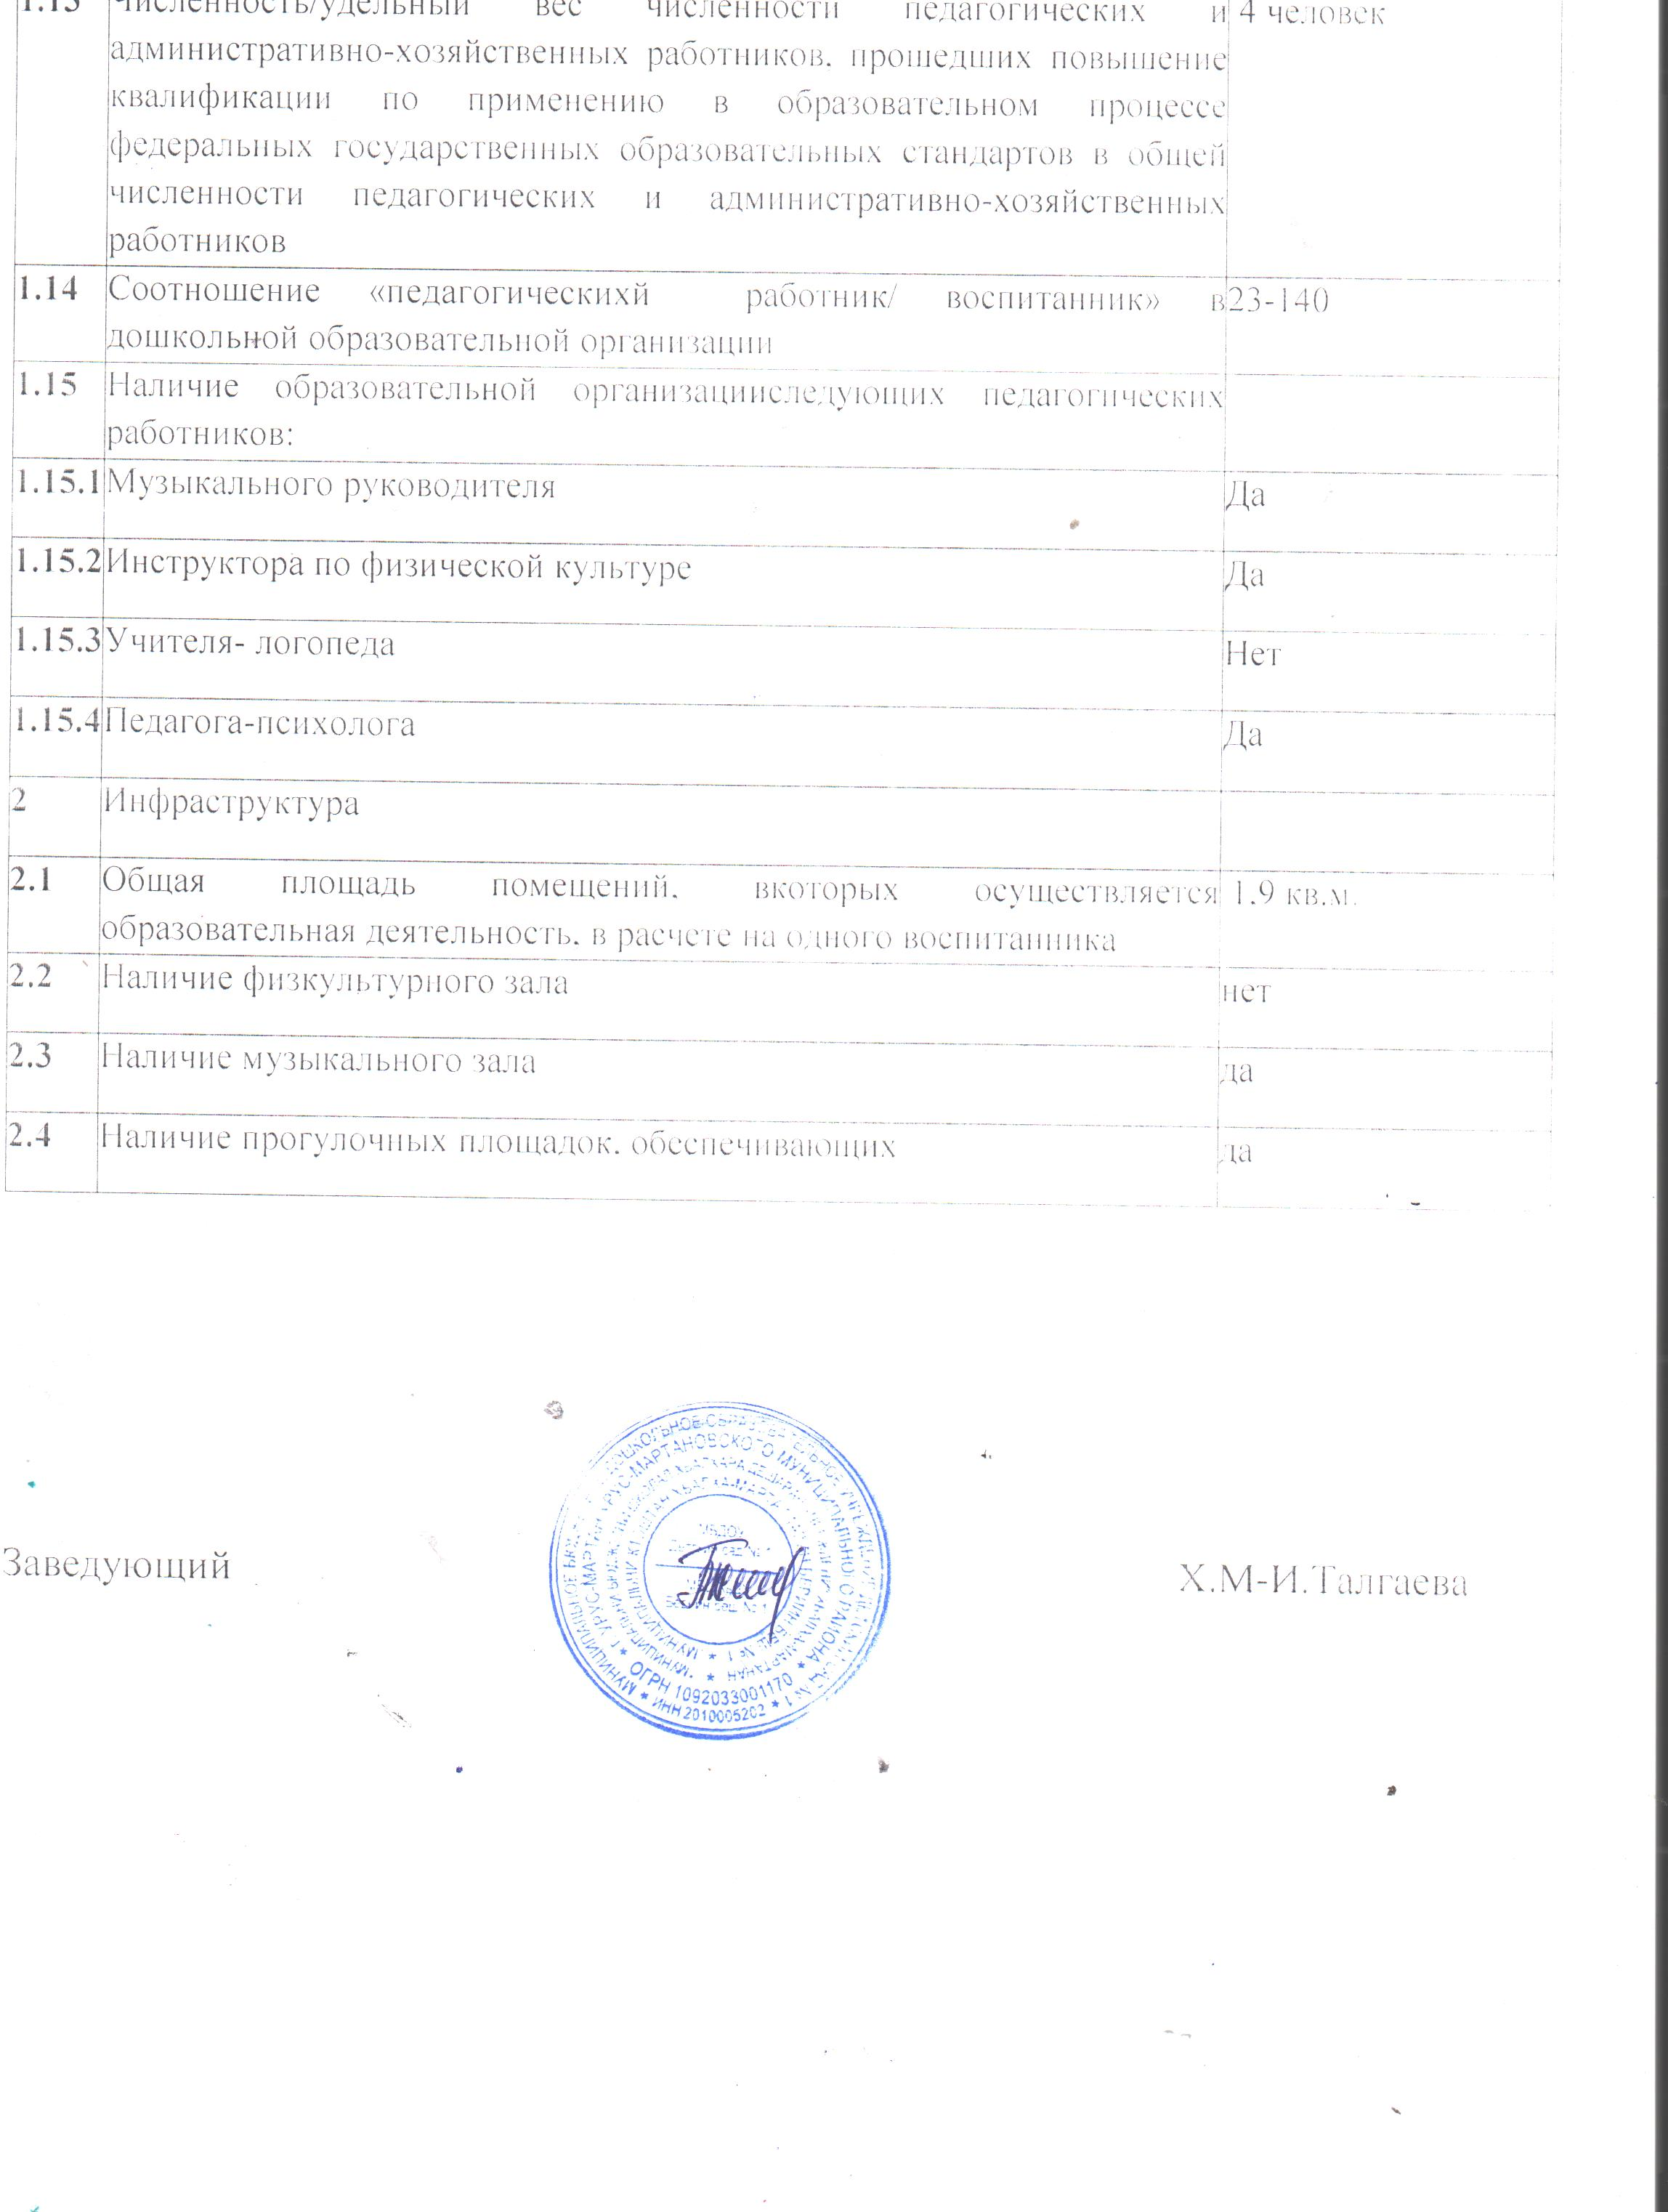 1.13 Численность/удельный вес численности педагогических и 4 человек
административно-хозяйственных работников. прошедших повышение
квалификации по применению в образовательном процессе
федеральных государственных образовательных стандартов в общей
численности педагогических и административно-хозяйственных
работников
1.14 Соотношение «педагогическихй работник/ воспитанник» в 23-140
дошкольной образовательной организации
1.15 Наличие образовательной организацииследующих педагогических
работников:
1.15.1 Музыкального руководителя Да
1.15.2 Инструктора по физической культуре Да
1.15.3 Учителя- логопеда Нет
1.15.4 Педагога-психолога Да
2 Инфраструктура
2.1 Общая площадь помещений. вкоторых осуществляется 1.9 кв.м.
образовательная деятельность. в расчете на одного воспитанника
2.2 Наличие физкультурного зала нет
2.3 Наличие музыкального зала да
2.4 Наличие прогулочных площадок. обеспечивающих да
Заведующий Х.М-И.Талгаева
УРУС-МАРТАНОВСКОГО МУНИЦИПАЛЬНОГО РАЙОНА
ОГРН 1092033001170
ИНН 2010005202